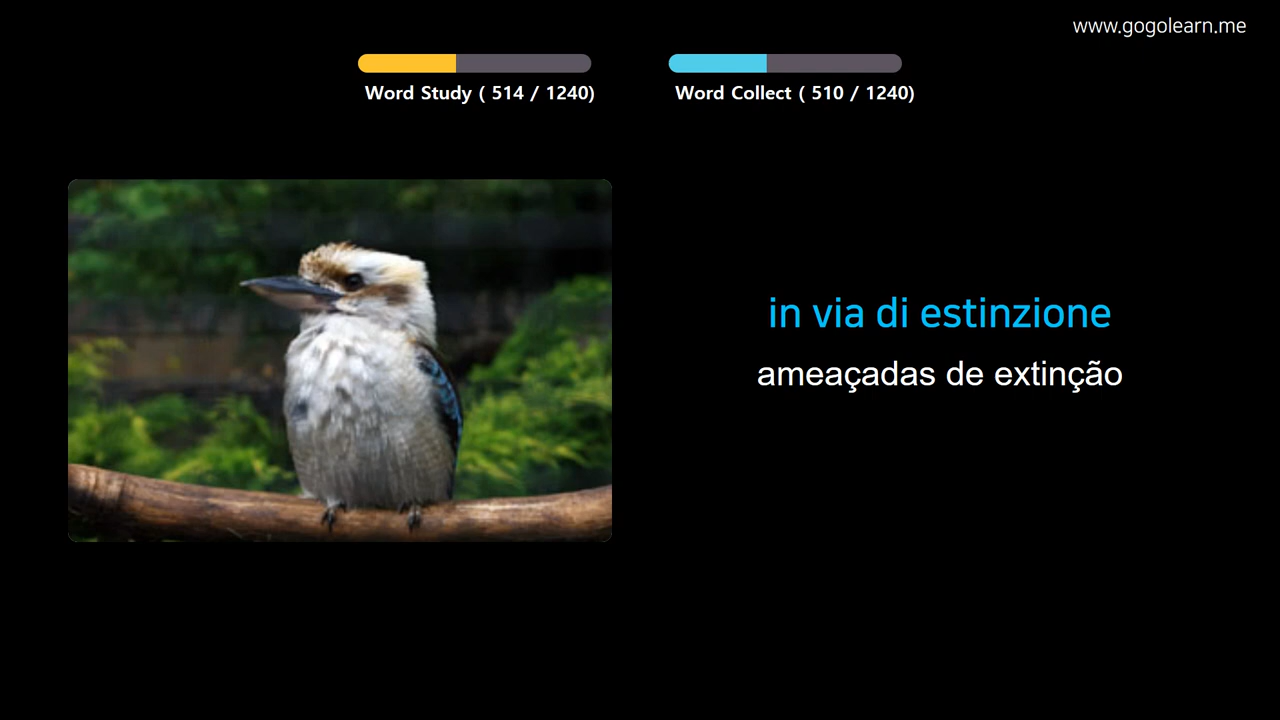 www.gogolearn.me
Word Study ( 514 / 1240)
Word Collect ( 510 / 1240)
in via di estinzione
ameaçadas de extinção